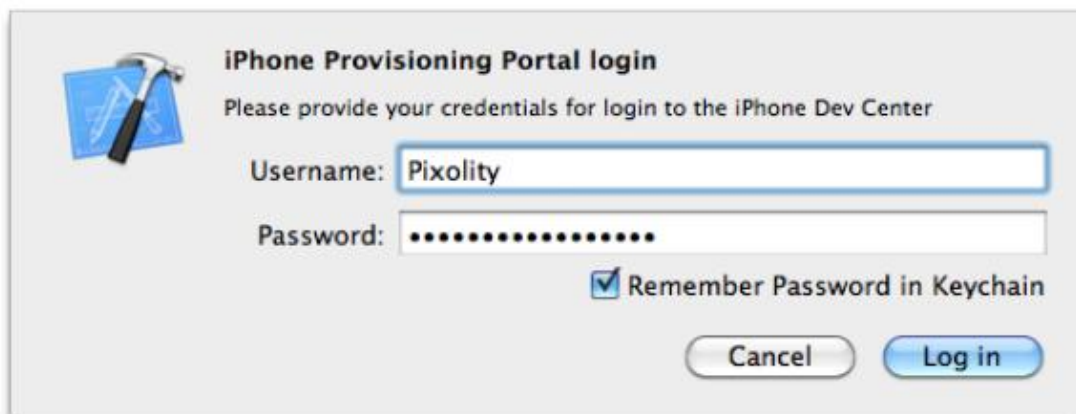 iPhone Provisioning Portal login
Please provide your credentials for login to the iPhone Dev Center
Username: Pixolity
Password: •••••••••••••••••
Remember Password in Keychain
Cancel Log in